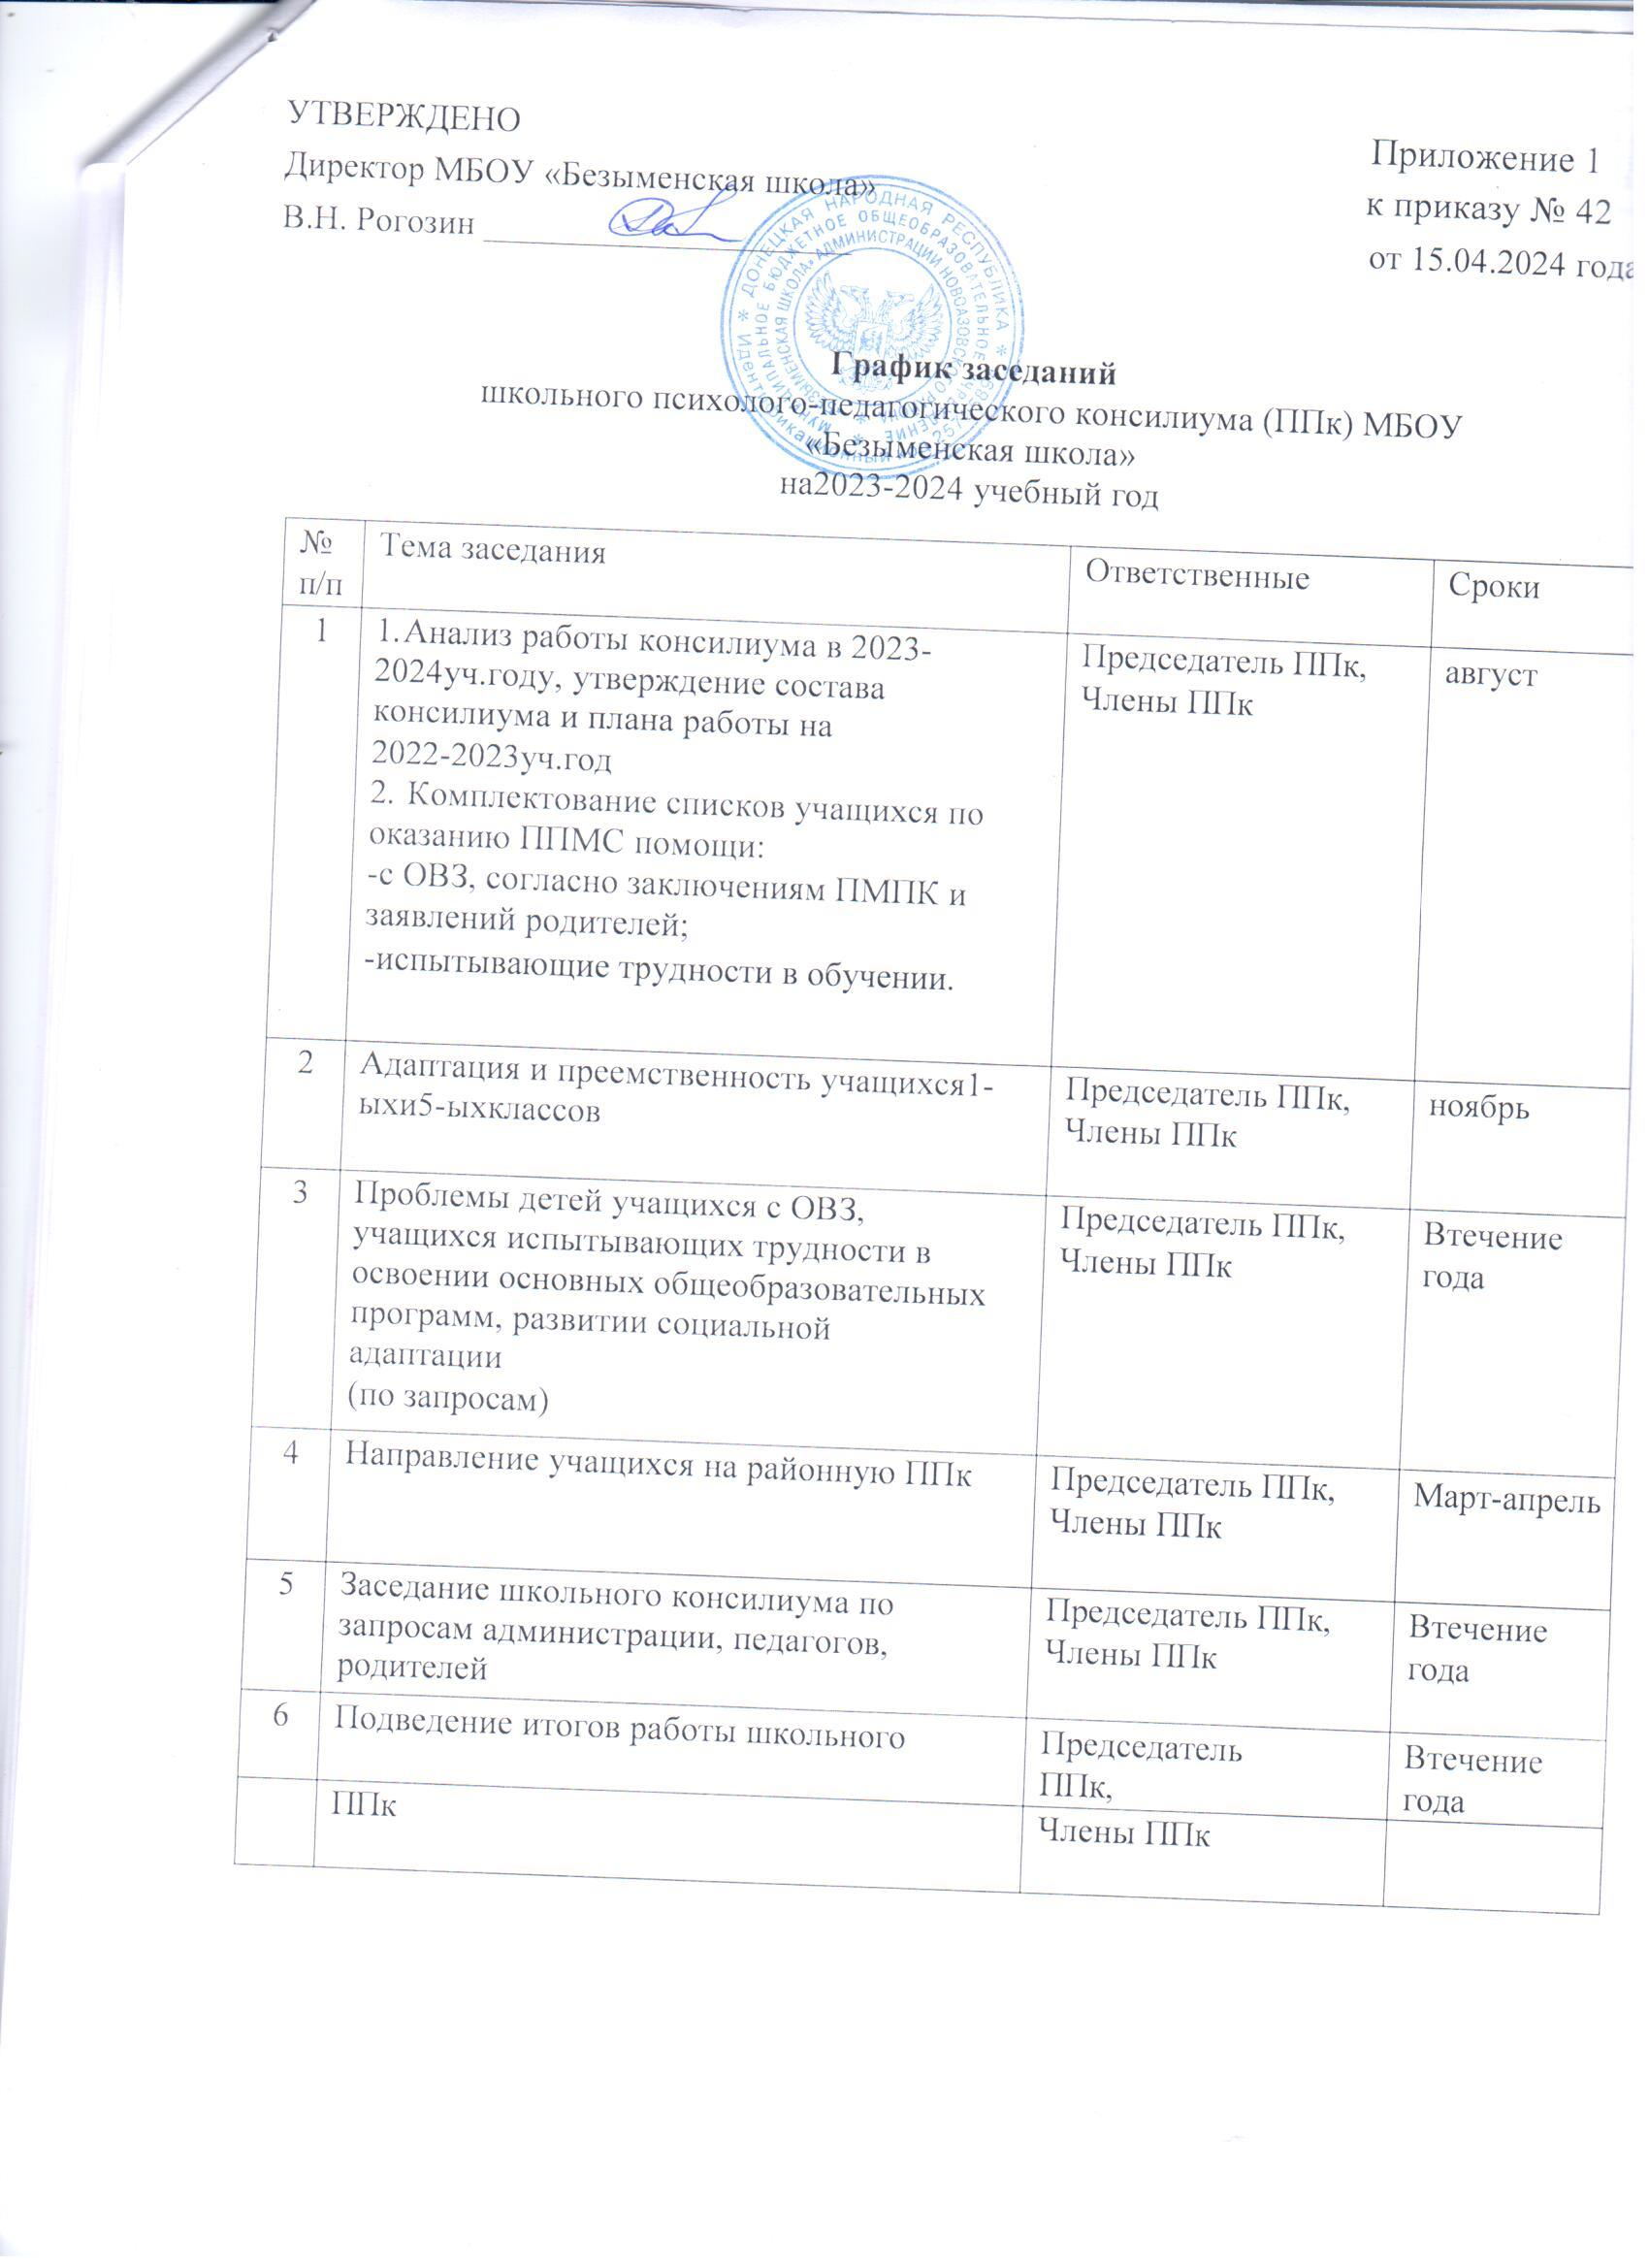 УТВЕРЖДЕНО
Директор МБОУ «Безыменская школа»
В.Н. Рогозин
Приложение 1
к приказу № 42
от 15.04.2024 года
ДОНЕЦКАЯ НАРОДНАЯ РЕСПУБЛИКА
График заседаний
школьного психолого-педагогического консилиума (ППк) МБОУ
«Безыменская школа»
на2023-2024 учебный год
№
п/п
Тема заседания
Ответственные
Сроки
1
1.Анализ работы консилиума в 2023-
2024уч.году, утверждение состава
консилиума и плана работы на
2022-2023уч.год
2. Комплектование списков учащихся по
оказанию ППМС помощи:
-с ОВЗ, согласно заключениям ПМПК и
заявлений родителей;
-испытывающие трудности в обучении.
Председатель ППк,
Члены ППк
август
2
Адаптация и преемственность учащихся1-
ыхи5-ыхклассов
Председатель ППк,
Члены ППк
ноябрь
3
Проблемы детей учащихся с ОВЗ,
учащихся испытывающих трудности в
освоении основных общеобразовательных
программ, развитии социальной
адаптации
(по запросам)
Председатель ППк,
Члены ППк
Втечение
года
4
Направление учащихся на районную ППк
Председатель ППк,
Члены ППк
Март-апрель
5
Заседание школьного консилиума по
запросам администрации, педагогов,
родителей
Председатель ППк,
Члены ППк
Втечение
года
6
Подведение итогов работы школьного
Председатель
ППк,
Втечение
года
ППк
Члены ППк